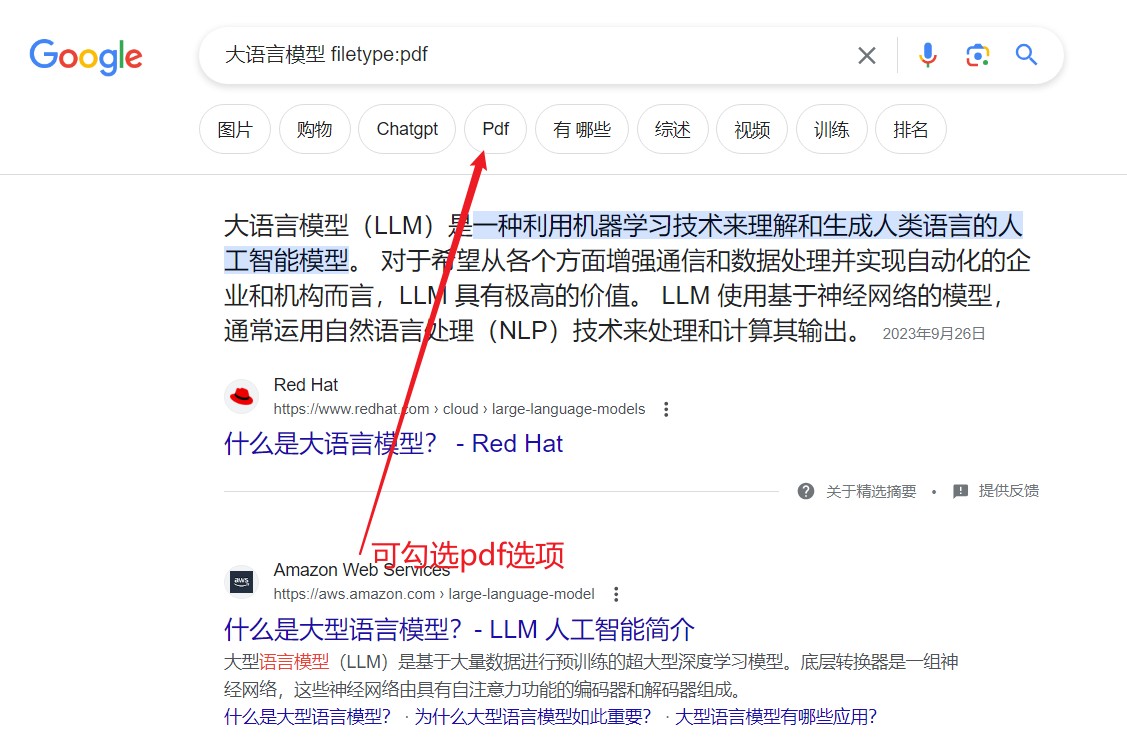 Google
大语言模型 filetype:pdf
图片 购物 Chatgpt Pdf 有 哪些 综述 视频 训练 排名
大语言模型（LLM）是一种利用机器学习技术来理解和生成人类语言的人
工智能模型。 对于希望从各个方面增强通信和数据处理并实现自动化的企
业和机构而言，LLM 具有极高的价值。 LLM 使用基于神经网络的模型，
通常运用自然语言处理（NLP）技术来处理和计算其输出。 2023年9月26日
Red Hat
https://www.redhat.com › cloud › large-language-models
什么是大语言模型？ - Red Hat
关于精选摘要 • 提供反馈
可勾选pdf选项
aws
Amazon Web Services
https://aws.amazon.com › large-language-model
什么是大型语言模型？- LLM 人工智能简介
大型语言模型（LLM）是基于大量数据进行预训练的超大型深度学习模型。底层转换器是一组神
经网络，这些神经网络由具有自注意力功能的编码器和解码器组成。
什么是大型语言模型？ · 为什么大型语言模型如此重要？ · 大型语言模型有哪些应用？